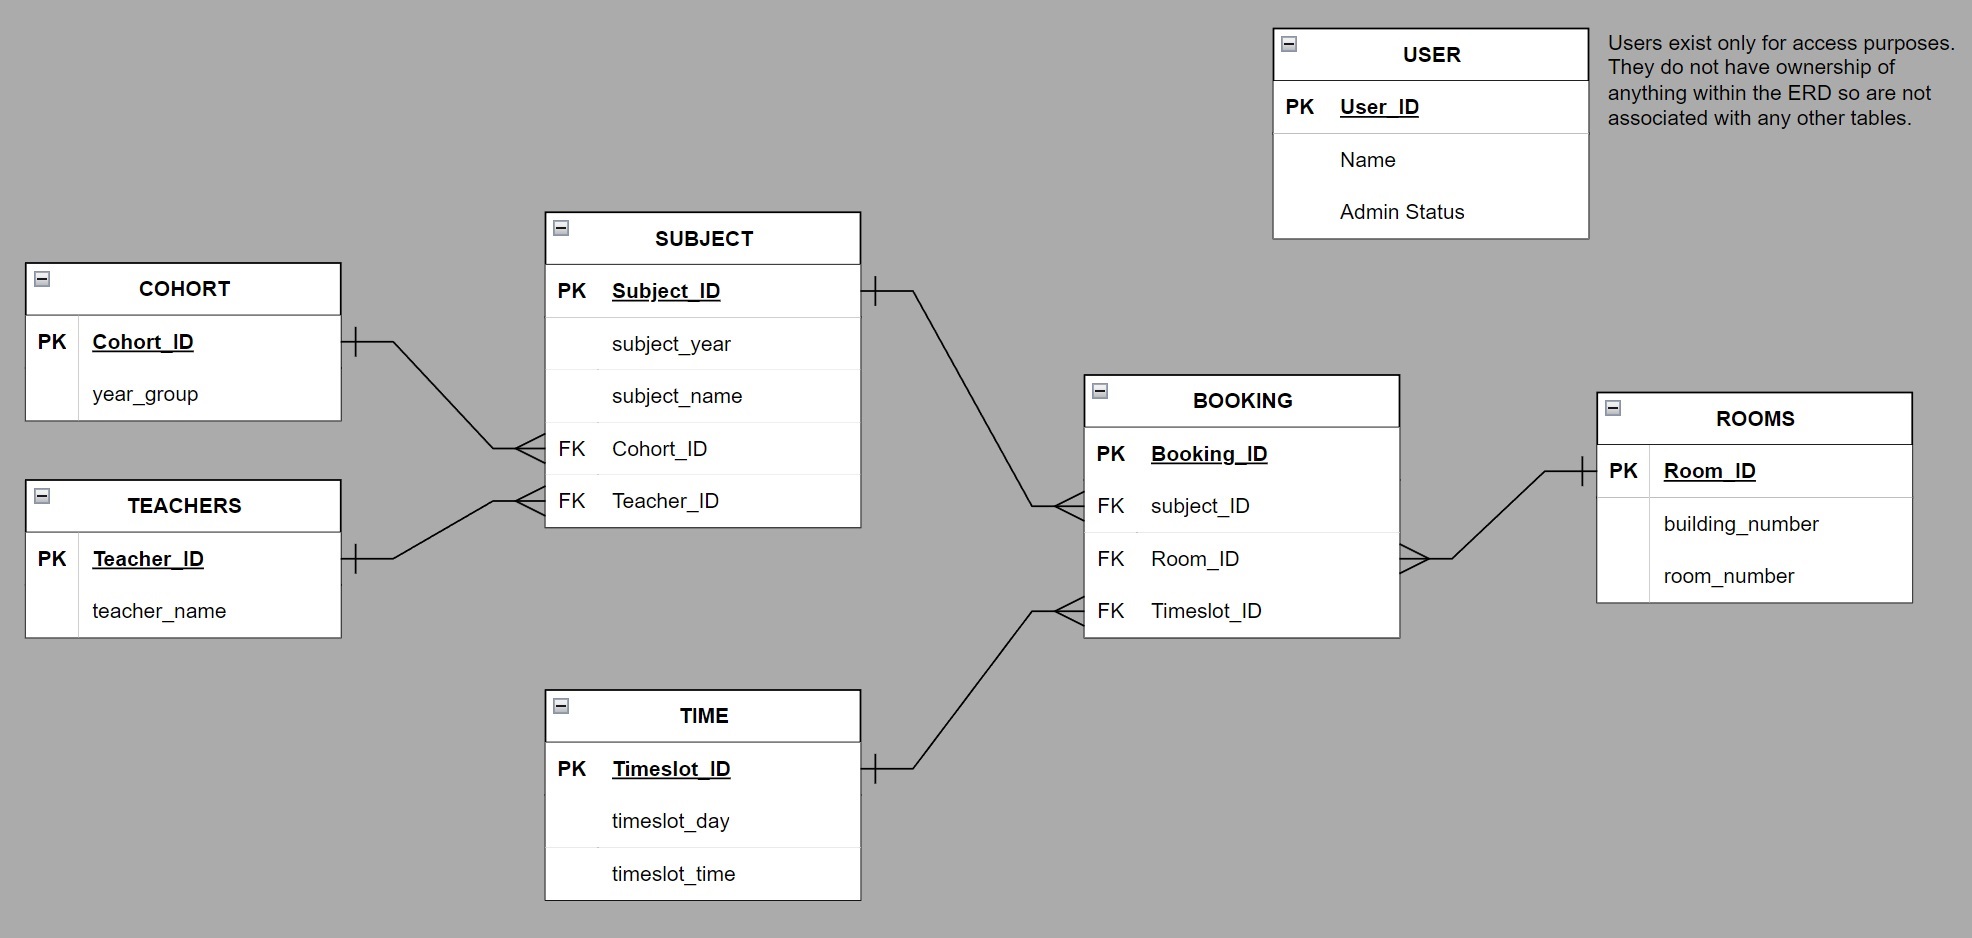 USER
PK User_ID
Name
Admin Status
Users exist only for access purposes.
They do not have ownership of
anything within the ERD so are not
associated with any other tables.
COHORT
PK Cohort_ID
year_group
TEACHERS
PK Teacher_ID
teacher_name
SUBJECT
PK Subject_ID
subject_year
subject_name
FK Cohort_ID
FK Teacher_ID
TIME
PK Timeslot_ID
timeslot_day
timeslot_time
BOOKING
PK Booking_ID
FK subject_ID
FK Room_ID
FK Timeslot_ID
ROOMS
PK Room_ID
building_number
room_number